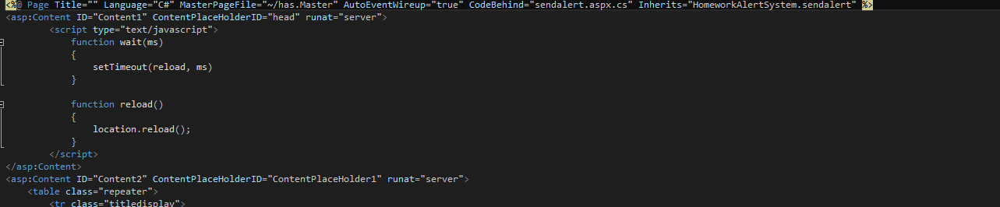 <%@ Page Title="" Language="C#" MasterPageFile="~/has.Master" AutoEventWireup="true" CodeBehind="sendalert.aspx.cs" Inherits="HomeworkAlertSystem.sendalert" %>
<asp:Content ID="Content1" ContentPlaceHolderID="head" runat="server">
<script type="text/javascript">
function wait(ms)
{
setTimeout(reload, ms)
}
function reload()
{
location.reload();
}
</script>
</asp:Content>
<asp:Content ID="Content2" ContentPlaceHolderID="ContentPlaceHolder1" runat="server">
<table class="repeater">
<tr class="titledisplay">